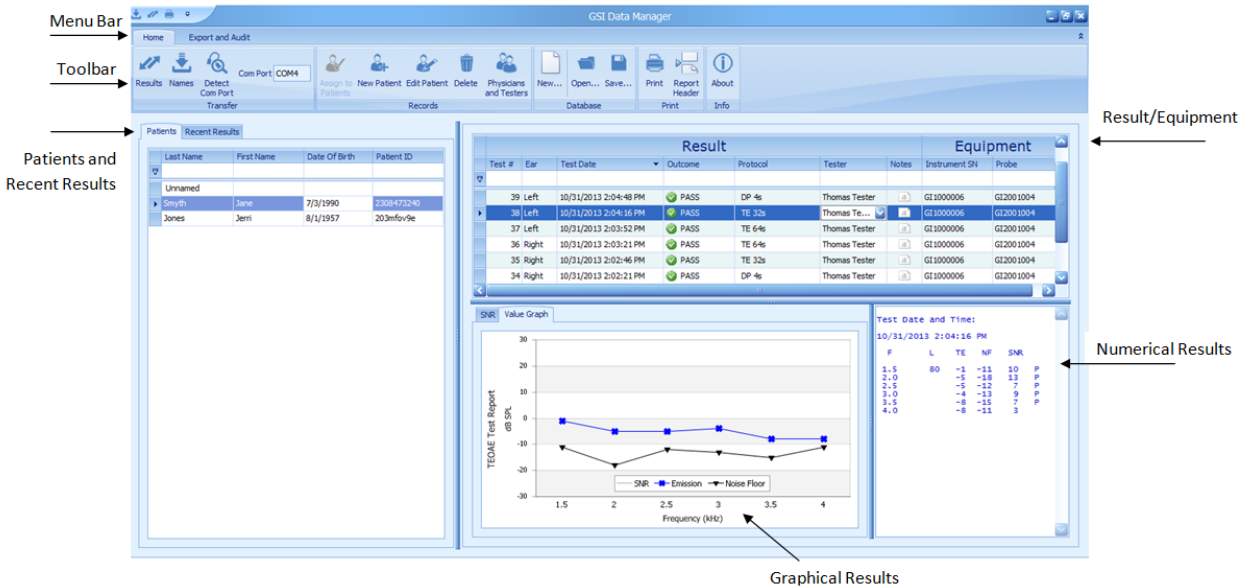 GSI Data Manager
Menu Bar
Home Export and Audit
Toolbar
Results Names Detect Com Port Com Port COM4 Assign to Patients New Patient Edit Patient Delete Physicians and Testers New... Open... Save... Print Report Header About
Transfer Records Database Print Info
Patients and Recent Results
Patients Recent Results
Last Name First Name Date Of Birth Patient ID
Unnamed
Smyth Jane 7/3/1990 2308473240
Jones Jerri 8/1/1957 203mfov9e
Result/Equipment
Result Equipment
Test # Ear Test Date Outcome Protocol Tester Notes Instrument SN Probe
39 Left 10/31/2013 2:04:48 PM PASS DP 4s Thomas Tester GI1000006 GI2001004
38 Left 10/31/2013 2:04:16 PM PASS TE 32s Thomas Te... GI1000006 GI2001004
37 Left 10/31/2013 2:03:52 PM PASS TE 64s Thomas Tester GI1000006 GI2001004
36 Right 10/31/2013 2:03:21 PM PASS TE 64s Thomas Tester GI1000006 GI2001004
35 Right 10/31/2013 2:02:46 PM PASS TE 32s Thomas Tester GI1000006 GI2001004
34 Right 10/31/2013 2:02:21 PM PASS DP 4s Thomas Tester GI1000006 GI2001004
SNR Value Graph
TEOAE Test Report
dB SPL
30
20
10
0
-10
-20
-30
SNR Emission Noise Floor
1.5 2 2.5 3 3.5 4
Frequency (kHz)
Graphical Results
Test Date and Time:
10/31/2013 2:04:16 PM
F L TE NF SNR
1.5 80 -1 -11 10 P
2.0 -5 -18 13 P
2.5 -5 -12 7 P
3.0 -4 -13 9 P
3.5 -8 -15 7 P
4.0 -8 -11 3
Numerical Results